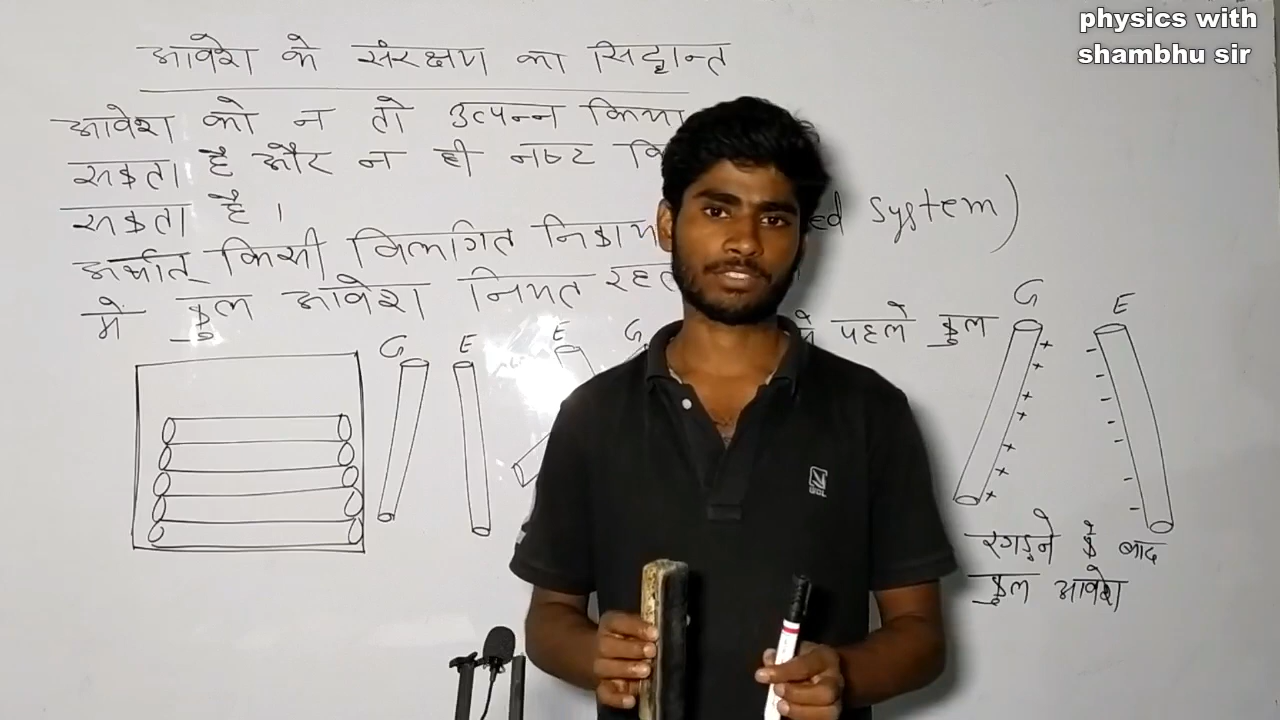 physics with
shambhu sir
आवेश के संरक्षण का सिद्धान्त
आवेश को न तो उत्पन्न किया
सकता है और न ही नष्ट
सकता है ।
अर्थात् किसी विलगित निकाय ed System)
में कुल आवेश नियत
पहले कुल
G E E G G E
+ + + + + + +
- - - - - -
रगड़ने के बाद
कुल आवेश
GOL